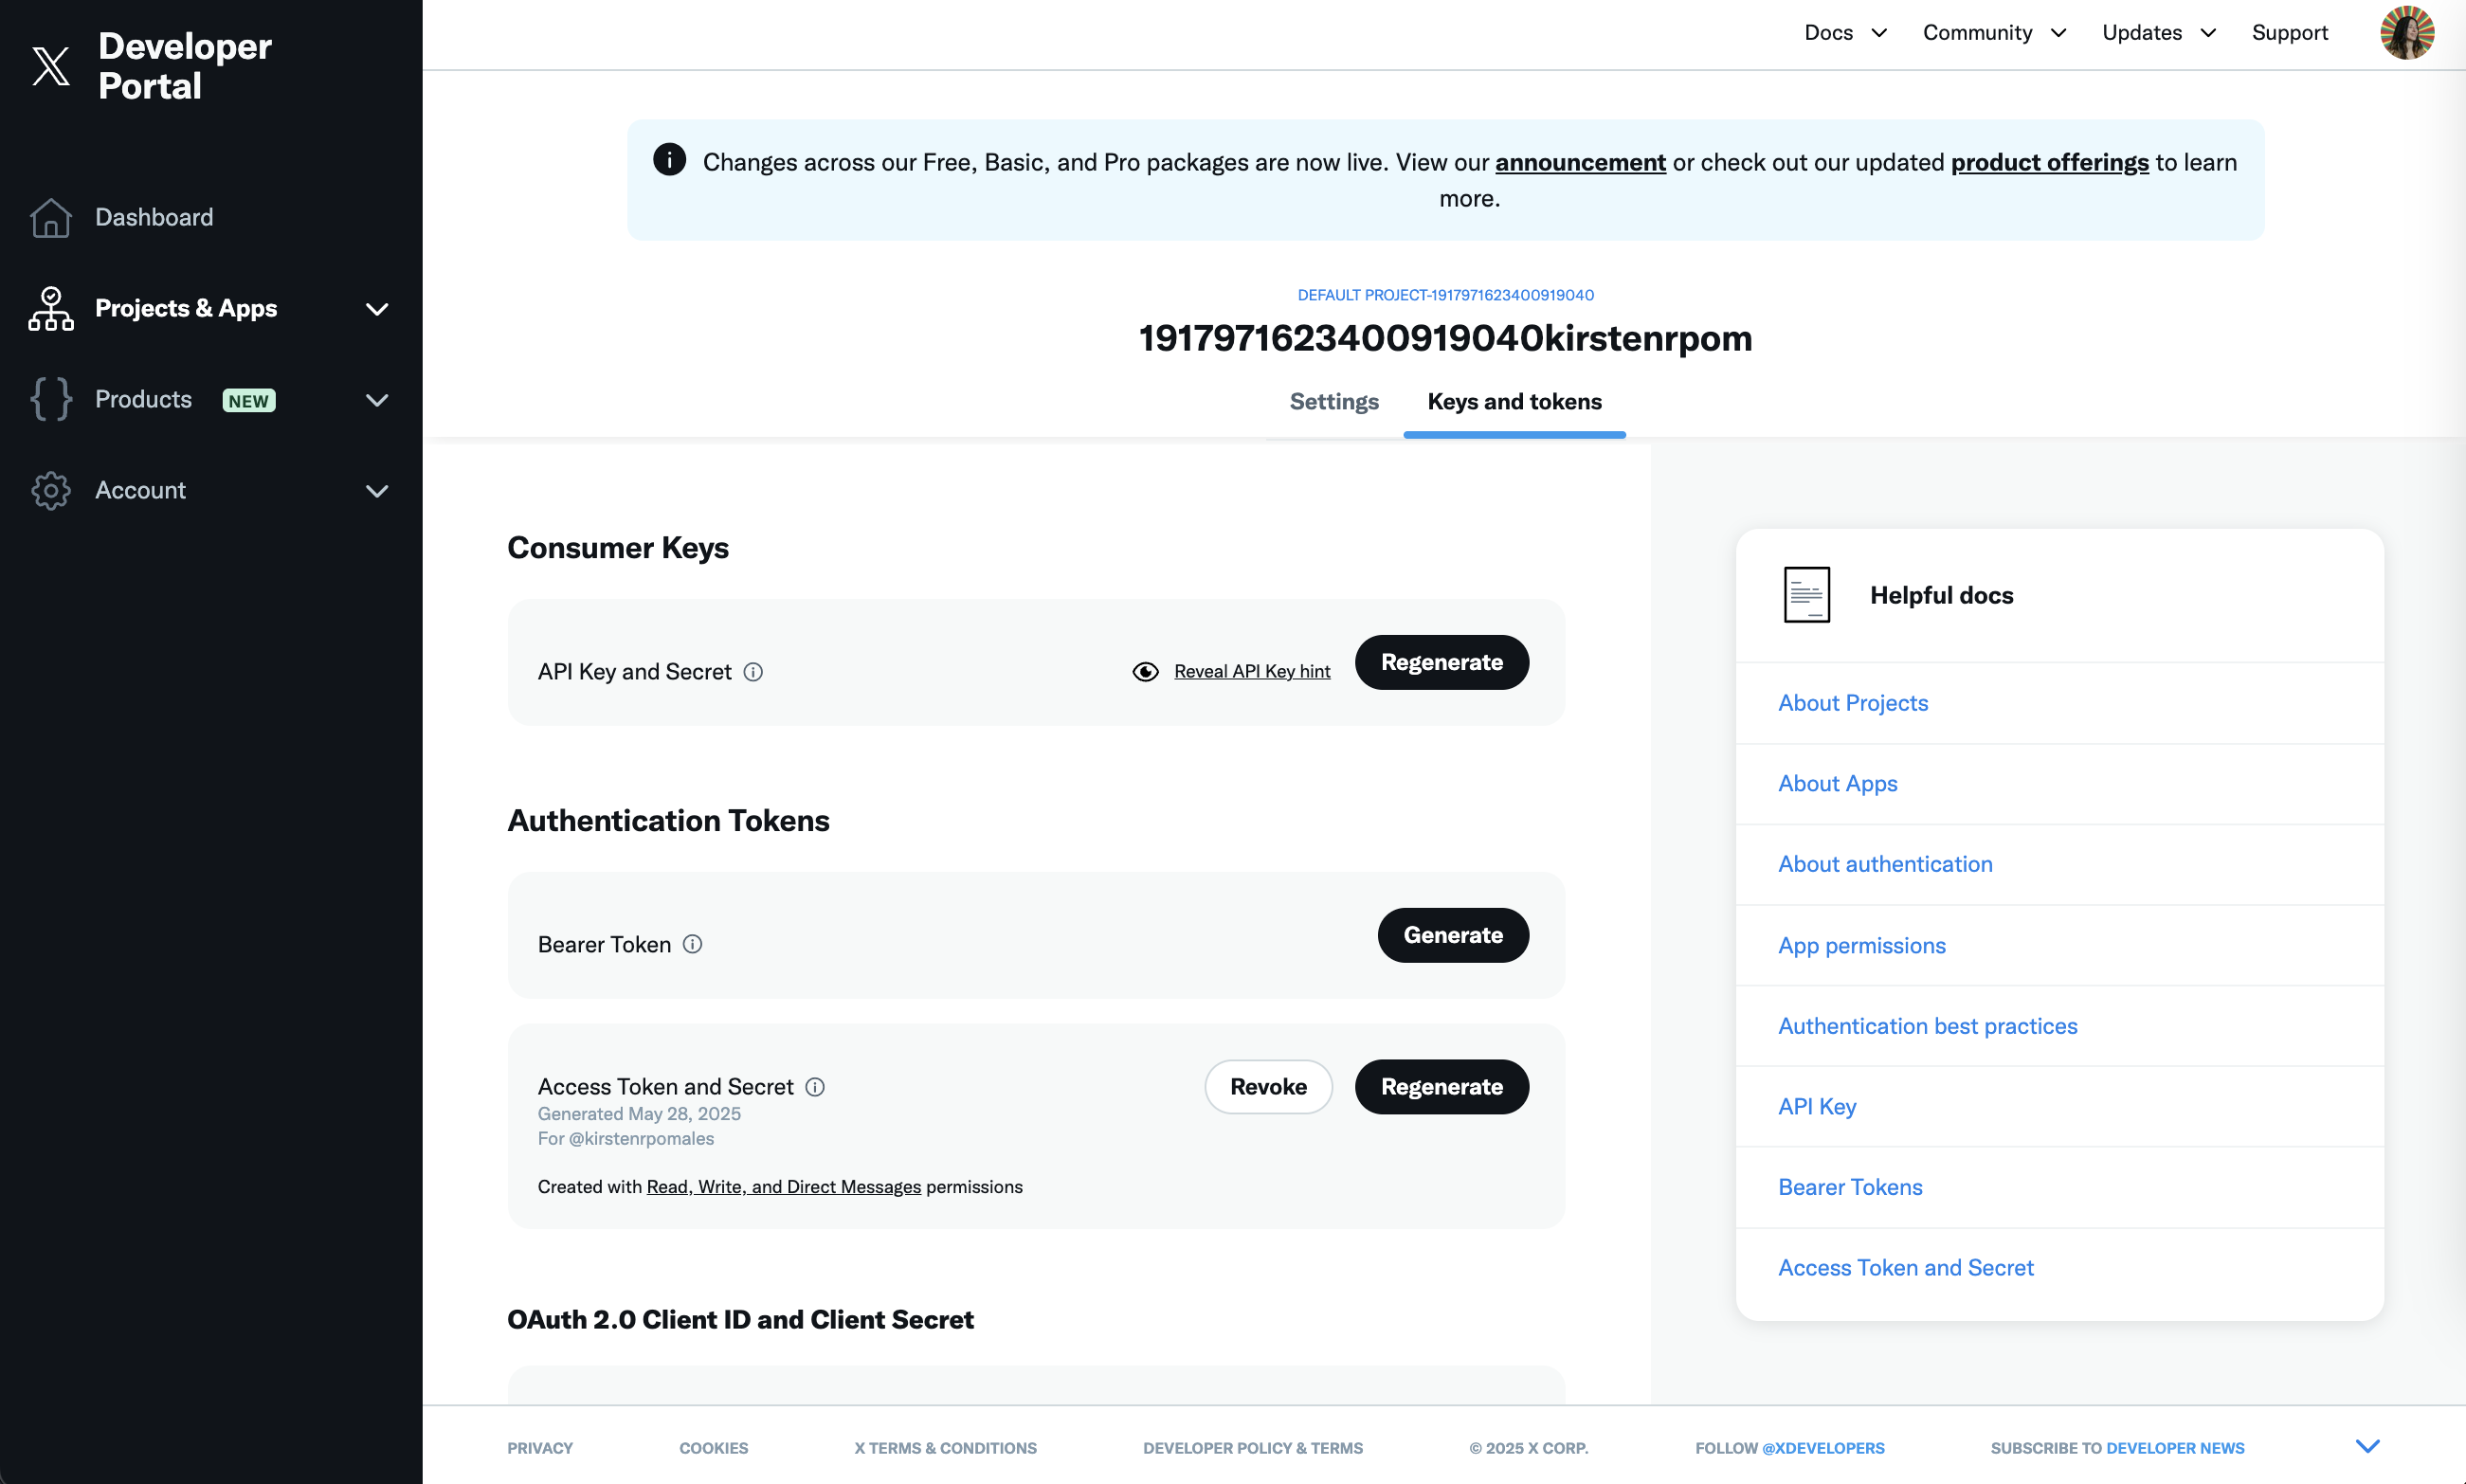 Developer
Portal
Docs
Community
Updates
Support
Dashboard
Projects & Apps
Products NEW
Account
Changes across our Free, Basic, and Pro packages are now live. View our announcement or check out our updated product offerings to learn
more.
DEFAULT PROJECT-1917971623400919040
1917971623400919040kirstenrpom
Settings
Keys and tokens
Consumer Keys
API Key and Secret
Reveal API Key hint
Regenerate
Authentication Tokens
Bearer Token
Generate
Access Token and Secret
Generated May 28, 2025
For @kirstenrpomales
Revoke
Regenerate
Created with Read, Write, and Direct Messages permissions
OAuth 2.0 Client ID and Client Secret
Helpful docs
About Projects
About Apps
About authentication
App permissions
Authentication best practices
API Key
Bearer Tokens
Access Token and Secret
PRIVACY
COOKIES
X TERMS & CONDITIONS
DEVELOPER POLICY & TERMS
© 2025 X CORP.
FOLLOW @XDEVELOPERS
SUBSCRIBE TO DEVELOPER NEWS